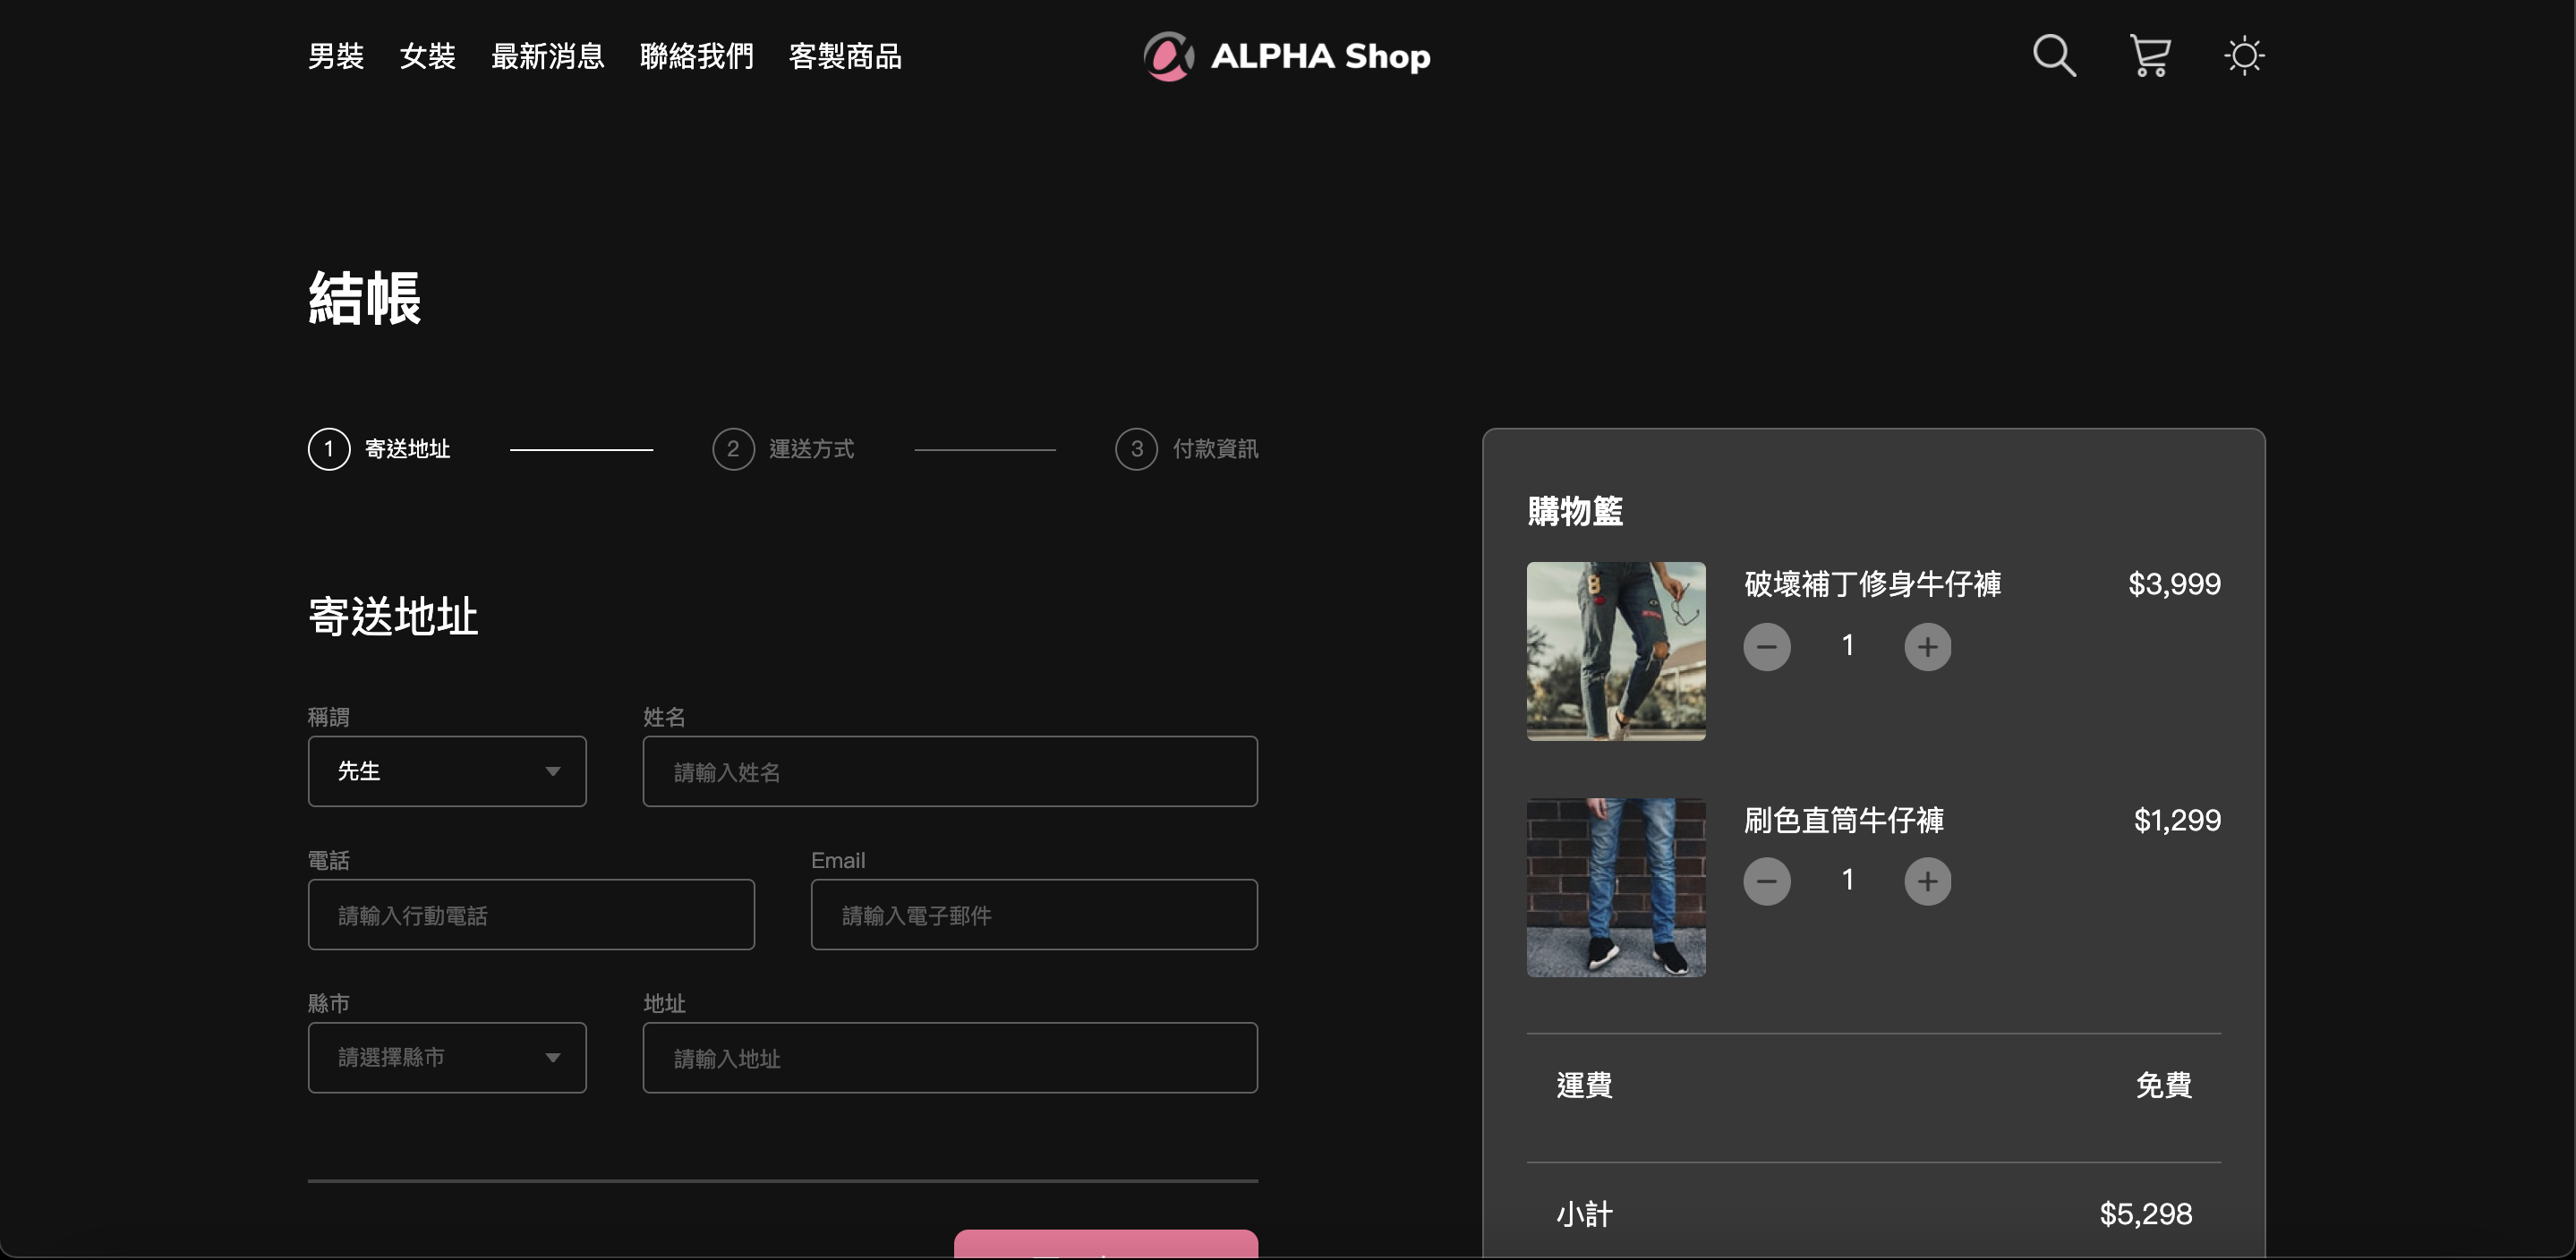 男裝 女裝 最新消息 聯絡我們 客製商品
ALPHA Shop
結帳
1 寄送地址
2 運送方式
3 付款資訊
寄送地址
稱謂
先生
姓名
請輸入姓名
電話
請輸入行動電話
Email
請輸入電子郵件
縣市
請選擇縣市
地址
請輸入地址
購物籃
破壞補丁修身牛仔褲 $3,999
1
刷色直筒牛仔褲 $1,299
1
運費 免費
小計 $5,298